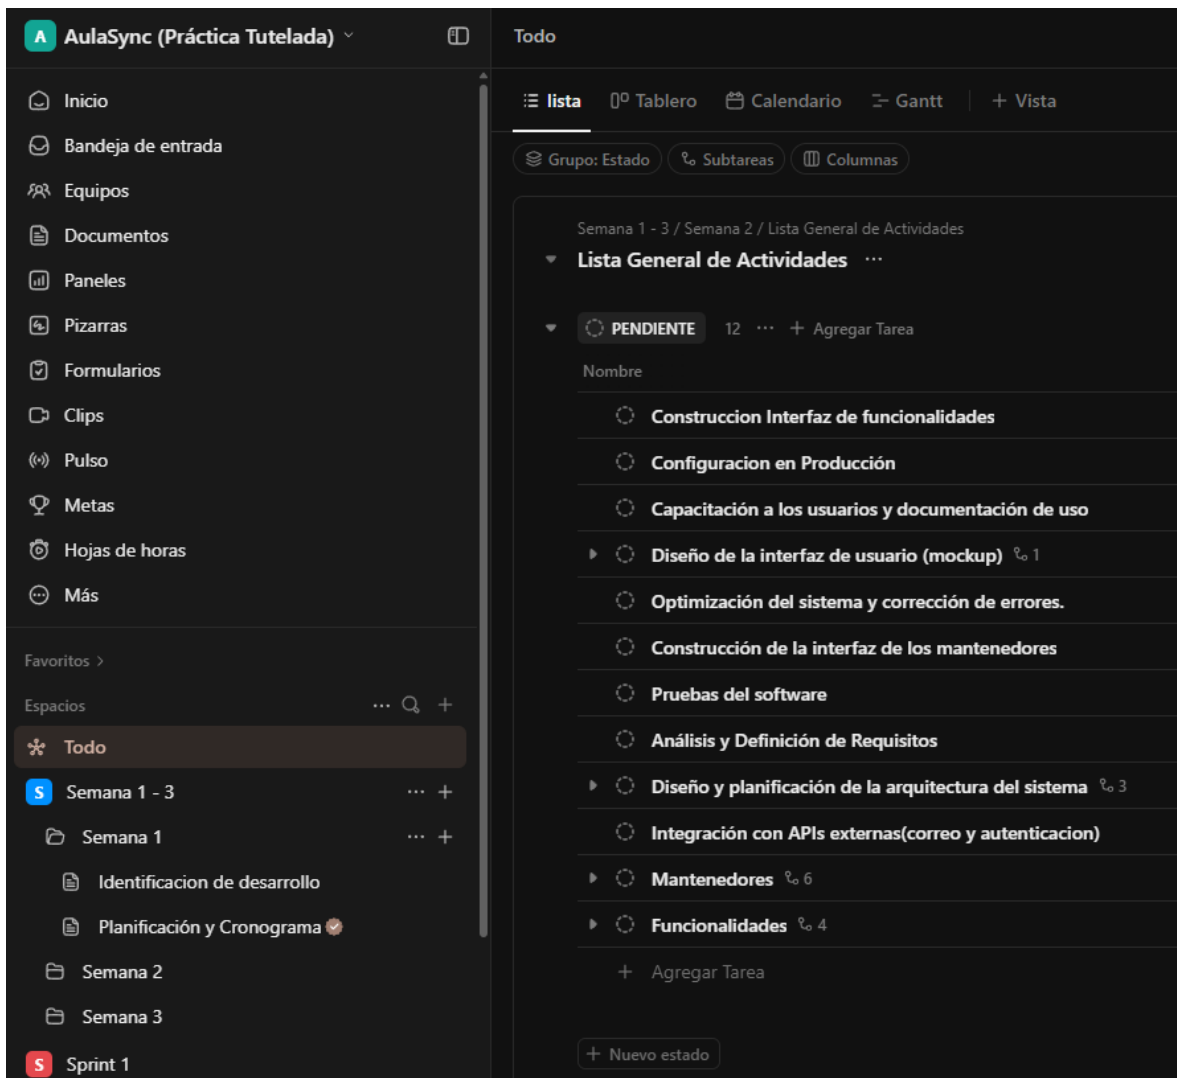 A AulaSync (Práctica Tutelada)
Inicio
Bandeja de entrada
Equipos
Documentos
Paneles
Pizarras
Formularios
Clips
Pulso
Metas
Hojas de horas
Más
Favoritos
Espacios
Todo
S Semana 1 - 3
Semana 1
Identificacion de desarrollo
Planificación y Cronograma
Semana 2
Semana 3
S Sprint 1
Todo
lista Tablero Calendario Gantt + Vista
Grupo: Estado Subtareas Columnas
Semana 1 - 3 / Semana 2 / Lista General de Actividades
Lista General de Actividades ...
PENDIENTE 12 ... + Agregar Tarea
Nombre
Construccion Interfaz de funcionalidades
Configuracion en Producción
Capacitación a los usuarios y documentación de uso
Diseño de la interfaz de usuario (mockup) 1
Optimización del sistema y corrección de errores.
Construcción de la interfaz de los mantenedores
Pruebas del software
Análisis y Definición de Requisitos
Diseño y planificación de la arquitectura del sistema 3
Integración con APIs externas(correo y autenticacion)
Mantenedores 6
Funcionalidades 4
+ Agregar Tarea
+ Nuevo estado